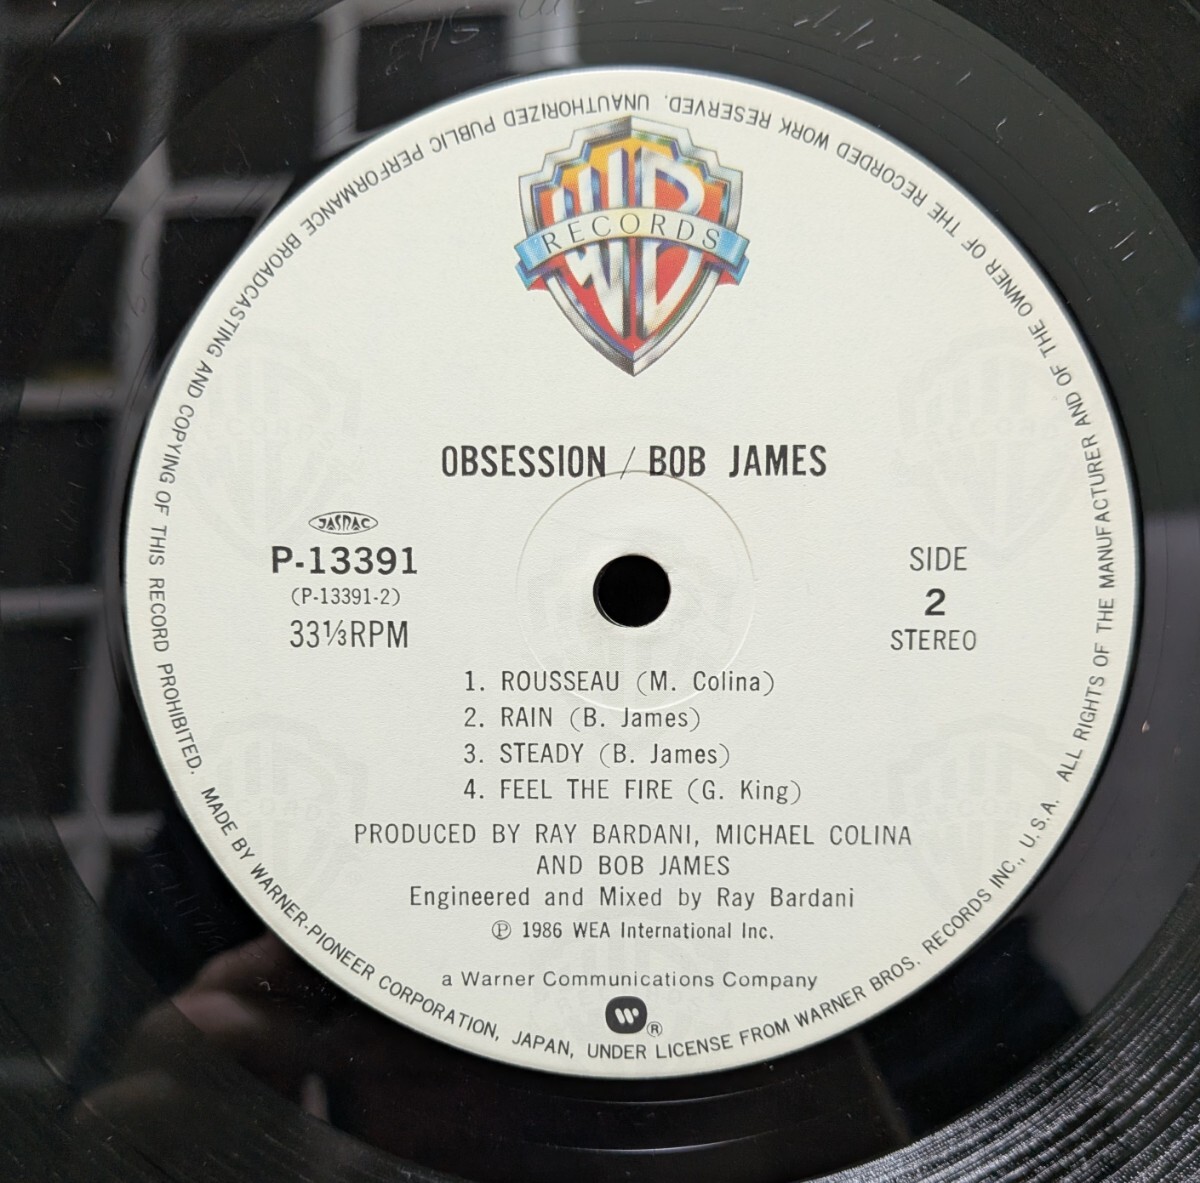 WB
RECORDS
OBSESSION / BOB JAMES
JASRAC
P-13391
(P-13391-2)
33⅓RPM
SIDE
2
STEREO
1. ROUSSEAU (M. Colina)
2. RAIN (B. James)
3. STEADY (B. James)
4. FEEL THE FIRE (G. King)
PRODUCED BY RAY BARDANI, MICHAEL COLINA
AND BOB JAMES
Engineered and Mixed by Ray Bardani
℗ 1986 WEA International Inc.
a Warner Communications Company
W ®
MADE BY WARNER-PIONEER CORPORATION, JAPAN, UNDER LICENSE FROM WARNER BROS. RECORDS INC., U.S.A. ALL RIGHTS OF THE MANUFACTURER AND OF THE OWNER OF THE RECORDED WORK RESERVED. UNAUTHORIZED PUBLIC PERFORMANCE BROADCASTING AND COPYING OF THIS RECORD PROHIBITED.